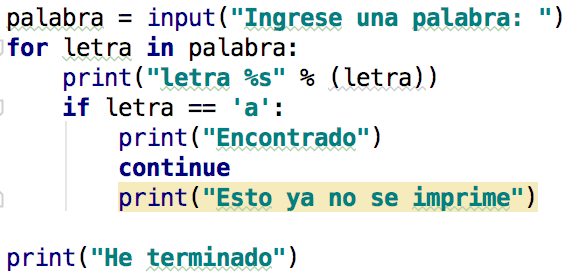 palabra = input("Ingrese una palabra: ")
for letra in palabra:
    print("letra %s" % (letra))
    if letra == 'a':
        print("Encontrado")
        continue
        print("Esto ya no se imprime")
print("He terminado")